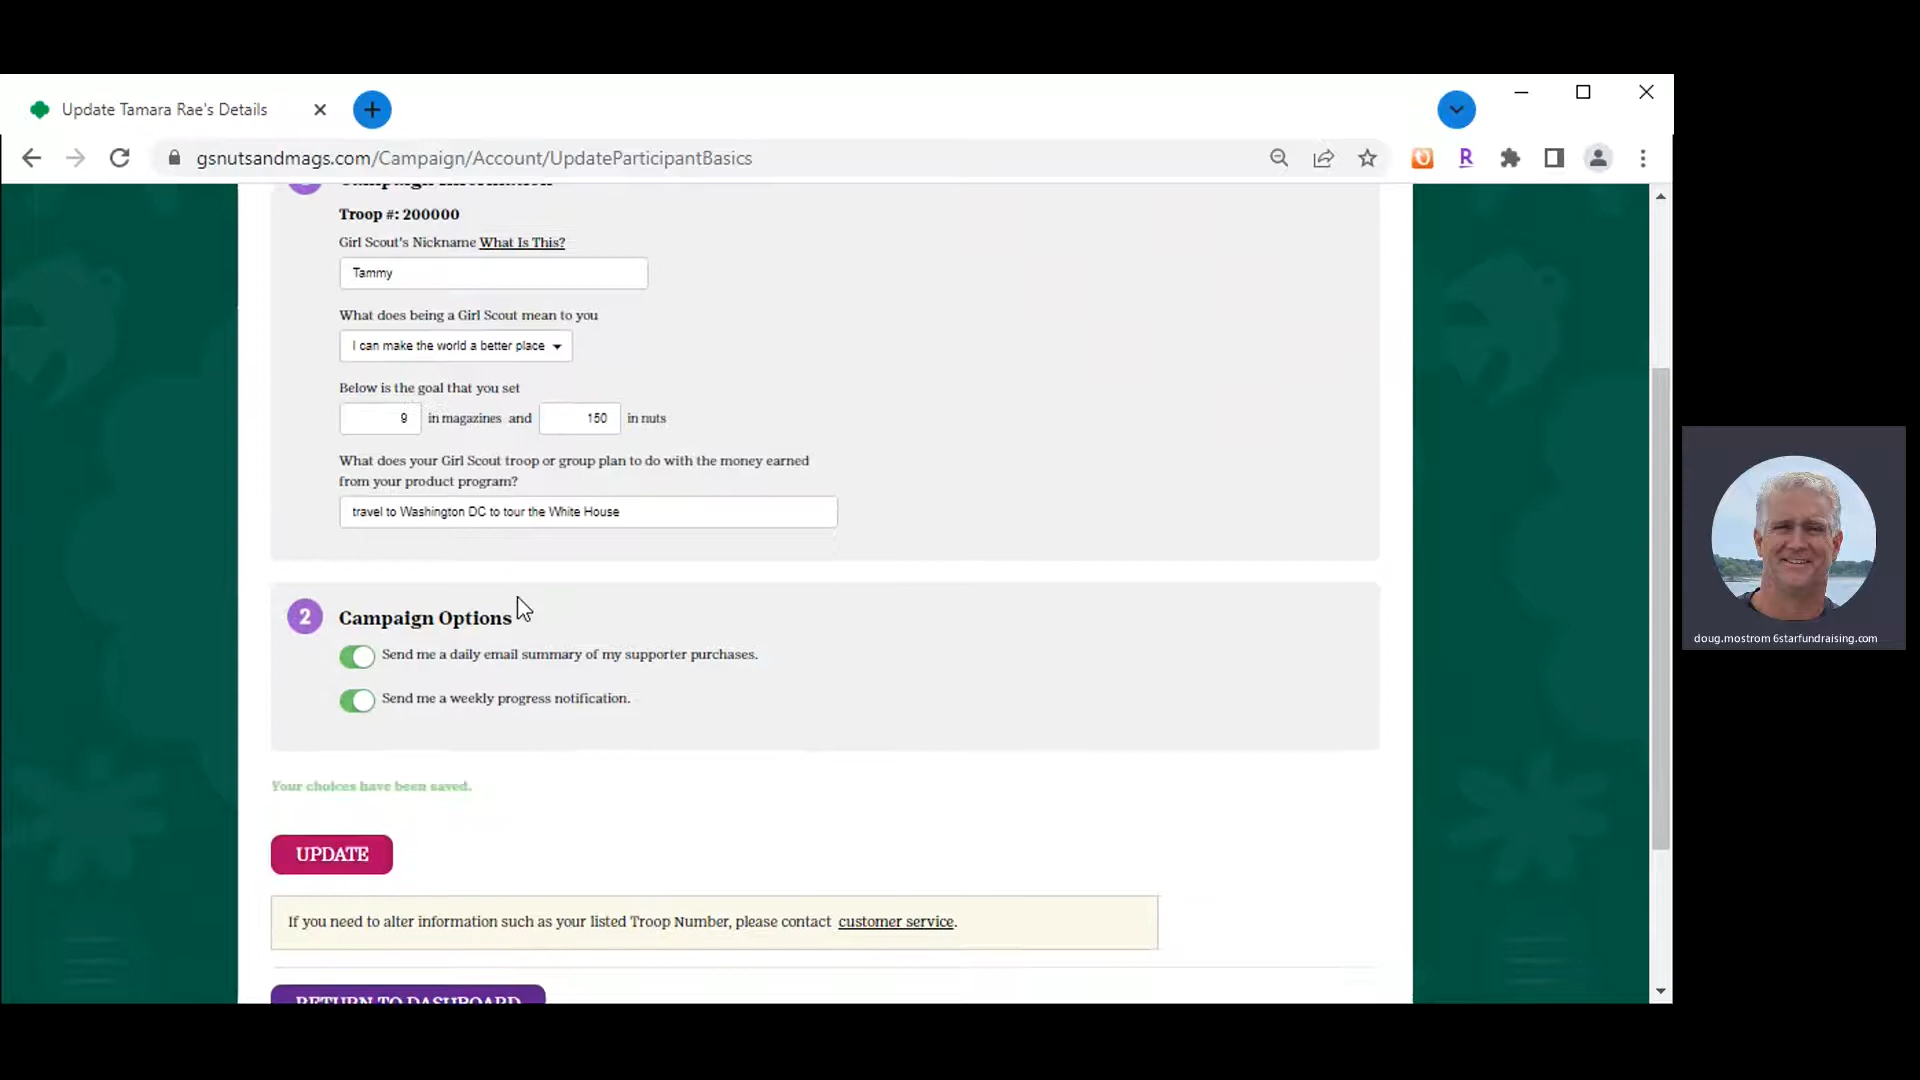 Update Tamara Rae's Details
gsnutsandmags.com/Campaign/Account/UpdateParticipantBasics
Campaign Information
Troop #: 200000
Girl Scout's Nickname What Is This?
Tammy
What does being a Girl Scout mean to you
I can make the world a better place
Below is the goal that you set
9 in magazines and 150 in nuts
What does your Girl Scout troop or group plan to do with the money earned
from your product program?
travel to Washington DC to tour the White House
2 Campaign Options
Send me a daily email summary of my supporter purchases.
Send me a weekly progress notification.
Your choices have been saved.
UPDATE
If you need to alter information such as your listed Troop Number, please contact customer service.
RETURN TO DASHBOARD
doug.mostrom 6starfundraising.com